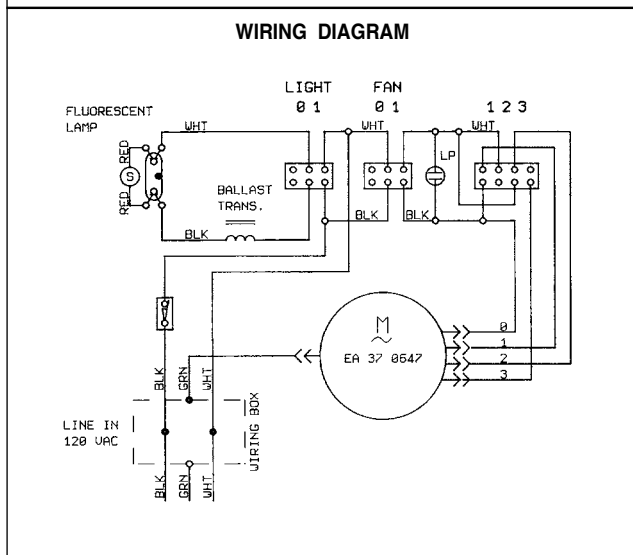 WIRING DIAGRAM
LIGHT FAN
0 1 0 1 1 2 3
FLUORESCENT
LAMP
WHT WHT WHT
RED
LP
S
BALLAST
TRANS.
RED
BLK BLK BLK
M
~
EA 37 0647
0
1
2
3
BLK GRN WHT
LINE IN
120 VAC
WIRING BOX
BLK GRN WHT